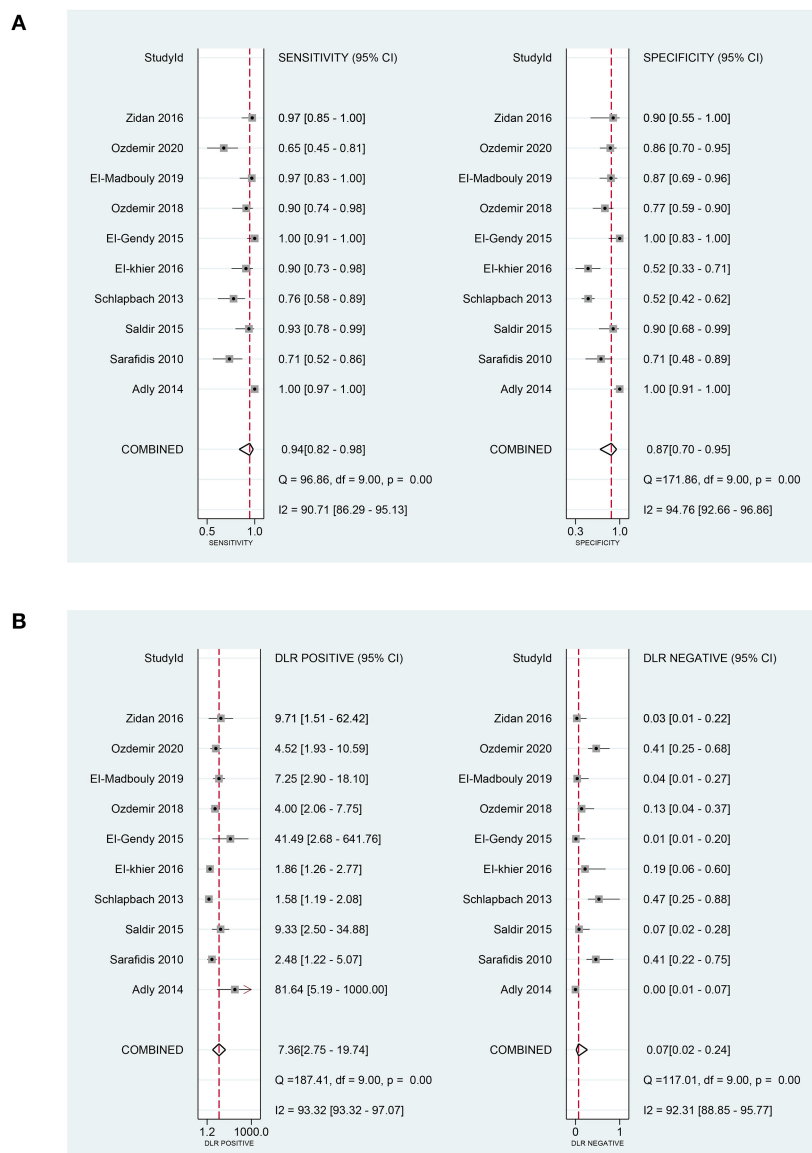 A
StudyId SENSITIVITY (95% CI) StudyId SPECIFICITY (95% CI)
Zidan 2016 0.97 [0.85 - 1.00] Zidan 2016 0.90 [0.55 - 1.00]
Ozdemir 2020 0.65 [0.45 - 0.81] Ozdemir 2020 0.86 [0.70 - 0.95]
El-Madbouly 2019 0.97 [0.83 - 1.00] El-Madbouly 2019 0.87 [0.69 - 0.96]
Ozdemir 2018 0.90 [0.74 - 0.98] Ozdemir 2018 0.77 [0.59 - 0.90]
El-Gendy 2015 1.00 [0.91 - 1.00] El-Gendy 2015 1.00 [0.83 - 1.00]
El-khier 2016 0.90 [0.73 - 0.98] El-khier 2016 0.52 [0.33 - 0.71]
Schlapbach 2013 0.76 [0.58 - 0.89] Schlapbach 2013 0.52 [0.42 - 0.62]
Saldir 2015 0.93 [0.78 - 0.99] Saldir 2015 0.90 [0.68 - 0.99]
Sarafidis 2010 0.71 [0.52 - 0.86] Sarafidis 2010 0.71 [0.48 - 0.89]
Adly 2014 1.00 [0.97 - 1.00] Adly 2014 1.00 [0.91 - 1.00]
COMBINED 0.94[0.82 - 0.98] COMBINED 0.87[0.70 - 0.95]
Q = 96.86, df = 9.00, p = 0.00 Q =171.86, df = 9.00, p = 0.00
I2 = 90.71 [86.29 - 95.13] I2 = 94.76 [92.66 - 96.86]
0.5 1.0 0.3 1.0
SENSITIVITY SPECIFICITY
B
StudyId DLR POSITIVE (95% CI) StudyId DLR NEGATIVE (95% CI)
Zidan 2016 9.71 [1.51 - 62.42] Zidan 2016 0.03 [0.01 - 0.22]
Ozdemir 2020 4.52 [1.93 - 10.59] Ozdemir 2020 0.41 [0.25 - 0.68]
El-Madbouly 2019 7.25 [2.90 - 18.10] El-Madbouly 2019 0.04 [0.01 - 0.27]
Ozdemir 2018 4.00 [2.06 - 7.75] Ozdemir 2018 0.13 [0.04 - 0.37]
El-Gendy 2015 41.49 [2.68 - 641.76] El-Gendy 2015 0.01 [0.01 - 0.20]
El-khier 2016 1.86 [1.26 - 2.77] El-khier 2016 0.19 [0.06 - 0.60]
Schlapbach 2013 1.58 [1.19 - 2.08] Schlapbach 2013 0.47 [0.25 - 0.88]
Saldir 2015 9.33 [2.50 - 34.88] Saldir 2015 0.07 [0.02 - 0.28]
Sarafidis 2010 2.48 [1.22 - 5.07] Sarafidis 2010 0.41 [0.22 - 0.75]
Adly 2014 81.64 [5.19 - 1000.00] Adly 2014 0.00 [0.01 - 0.07]
COMBINED 7.36[2.75 - 19.74] COMBINED 0.07[0.02 - 0.24]
Q =187.41, df = 9.00, p = 0.00 Q =117.01, df = 9.00, p = 0.00
I2 = 93.32 [93.32 - 97.07] I2 = 92.31 [88.85 - 95.77]
1.2 1000.0 0 1
DLR POSITIVE DLR NEGATIVE